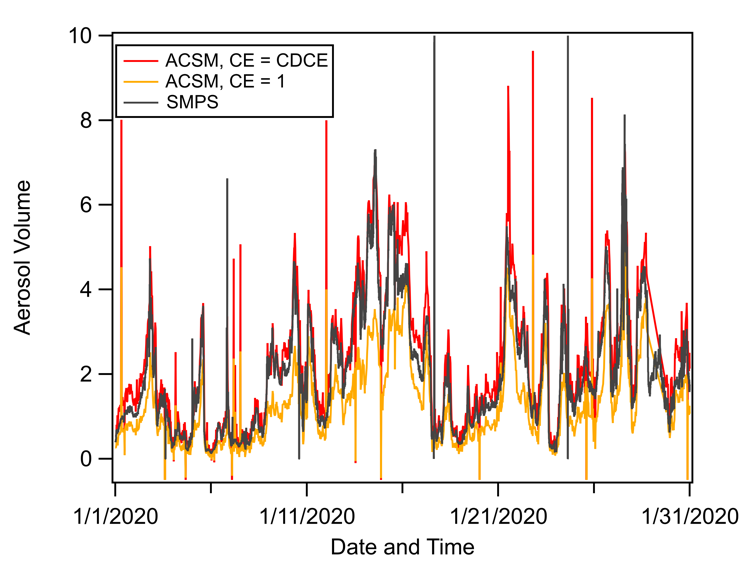 10
8
6
4
2
0
Aerosol Volume
ACSM, CE = CDCE
ACSM, CE = 1
SMPS
1/1/2020
1/11/2020
1/21/2020
1/31/2020
Date and Time